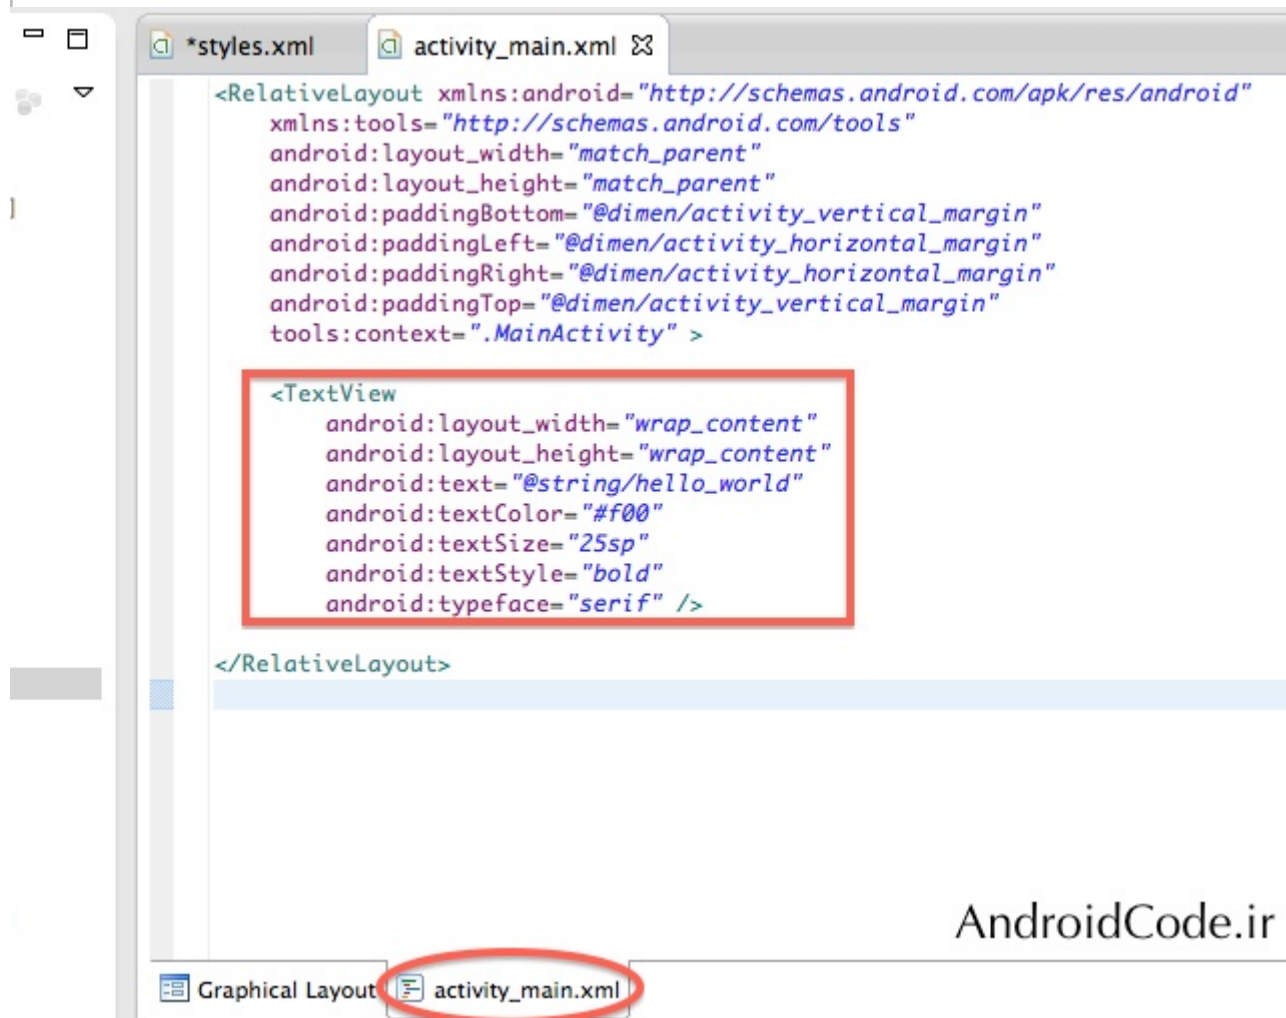 *styles.xml
activity_main.xml
<RelativeLayout xmlns:android="http://schemas.android.com/apk/res/android"
xmlns:tools="http://schemas.android.com/tools"
android:layout_width="match_parent"
android:layout_height="match_parent"
android:paddingBottom="@dimen/activity_vertical_margin"
android:paddingLeft="@dimen/activity_horizontal_margin"
android:paddingRight="@dimen/activity_horizontal_margin"
android:paddingTop="@dimen/activity_vertical_margin"
tools:context=".MainActivity" >
<TextView
android:layout_width="wrap_content"
android:layout_height="wrap_content"
android:text="@string/hello_world"
android:textColor="#f00"
android:textSize="25sp"
android:textStyle="bold"
android:typeface="serif" />
</RelativeLayout>
AndroidCode.ir
Graphical Layout
activity_main.xml